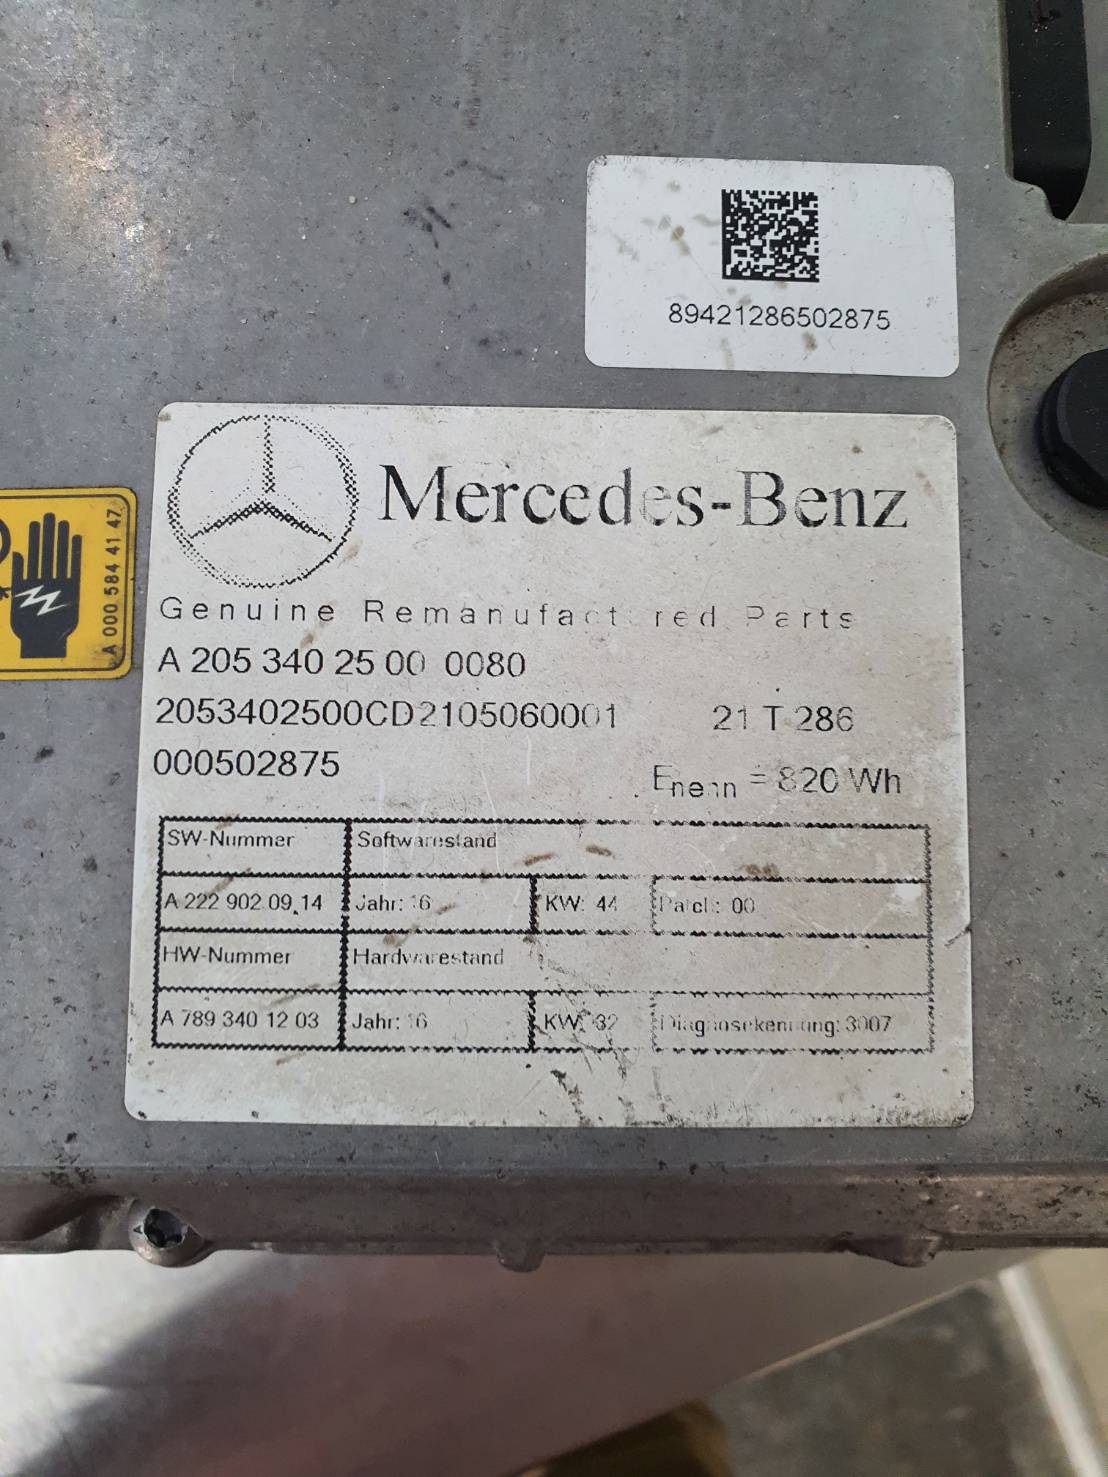 89421286502875
Mercedes-Benz
Genuine Remanufactured Parts
A 205 340 25 00 0080
2053402500CD2105060001 21 T 286
000502875
Enenn = 820 Wh
SW-Nummer Softwarestand
A 222 902 09 14 Jahr: 16 KW: 44 Patch: 00
HW-Nummer Hardwarestand
A 789 340 12 03 Jahr: 16 KW: 32 Diagnosekennung: 3007
A 000 584 41 47